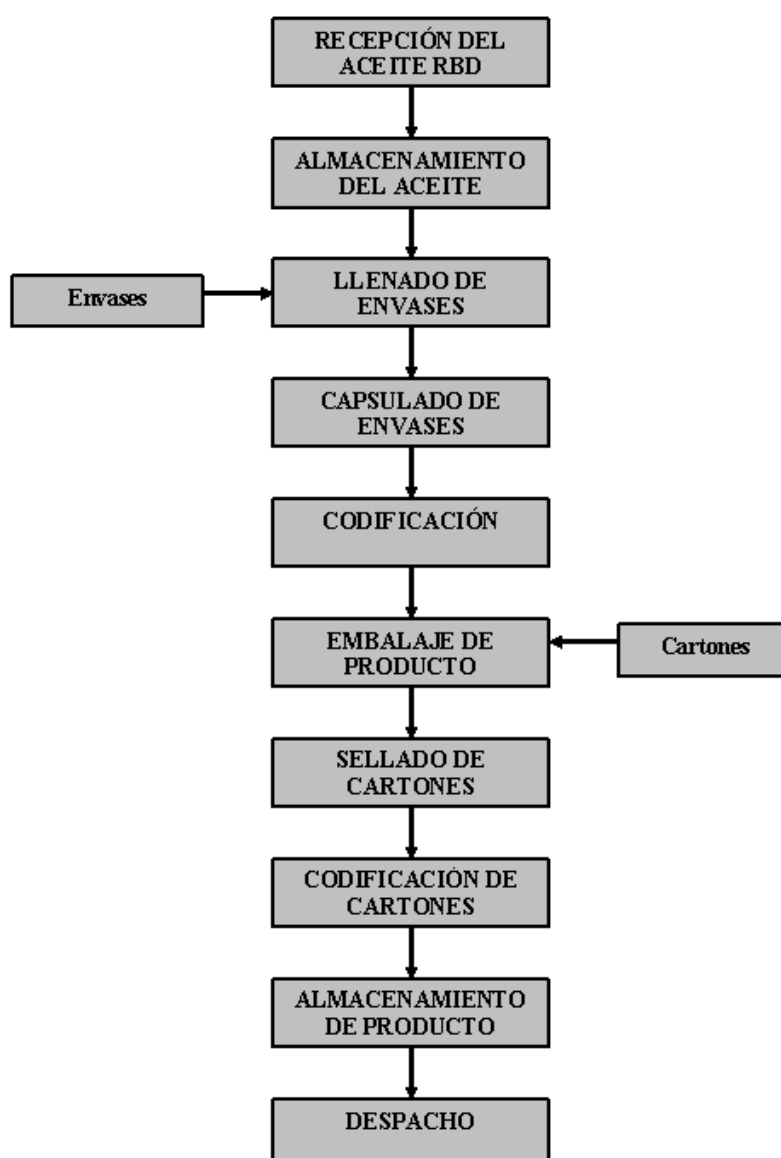 RECEPCIÓN DEL
ACEITE RBD
ALMACENAMIENTO
DEL ACEITE
Envases
LLENADO DE
ENVASES
CAPSULADO DE
ENVASES
CODIFICACIÓN
EMBALAJE DE
PRODUCTO
Cartones
SELLADO DE
CARTONES
CODIFICACIÓN DE
CARTONES
ALMACENAMIENTO
DE PRODUCTO
DESPACHO